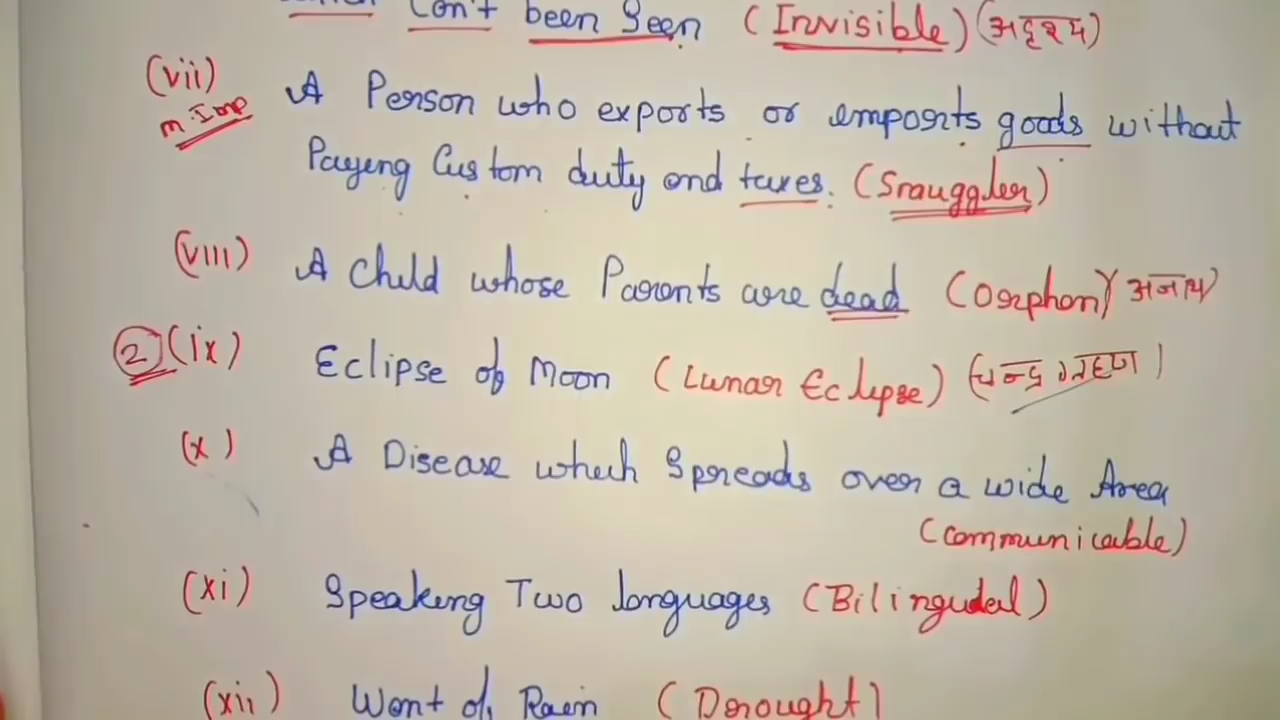 Con't been Seen (Invisible) (अदृश्य)
(vii) A Person who exports or emports goods without
m.Imp
Paying Custom duty and taxes. (Smuggler)
(viii) A Child whose Parents are dead (Orphan) अनाथ
2 (ix) Eclipse of Moon (Lunar Eclipse) (चन्द्र ग्रहण)
(x) A Disease which Spreads over a wide Area
(communicable)
(xi) Speaking Two languages (Bilingual)
(xii) Want of Rain (Drought)